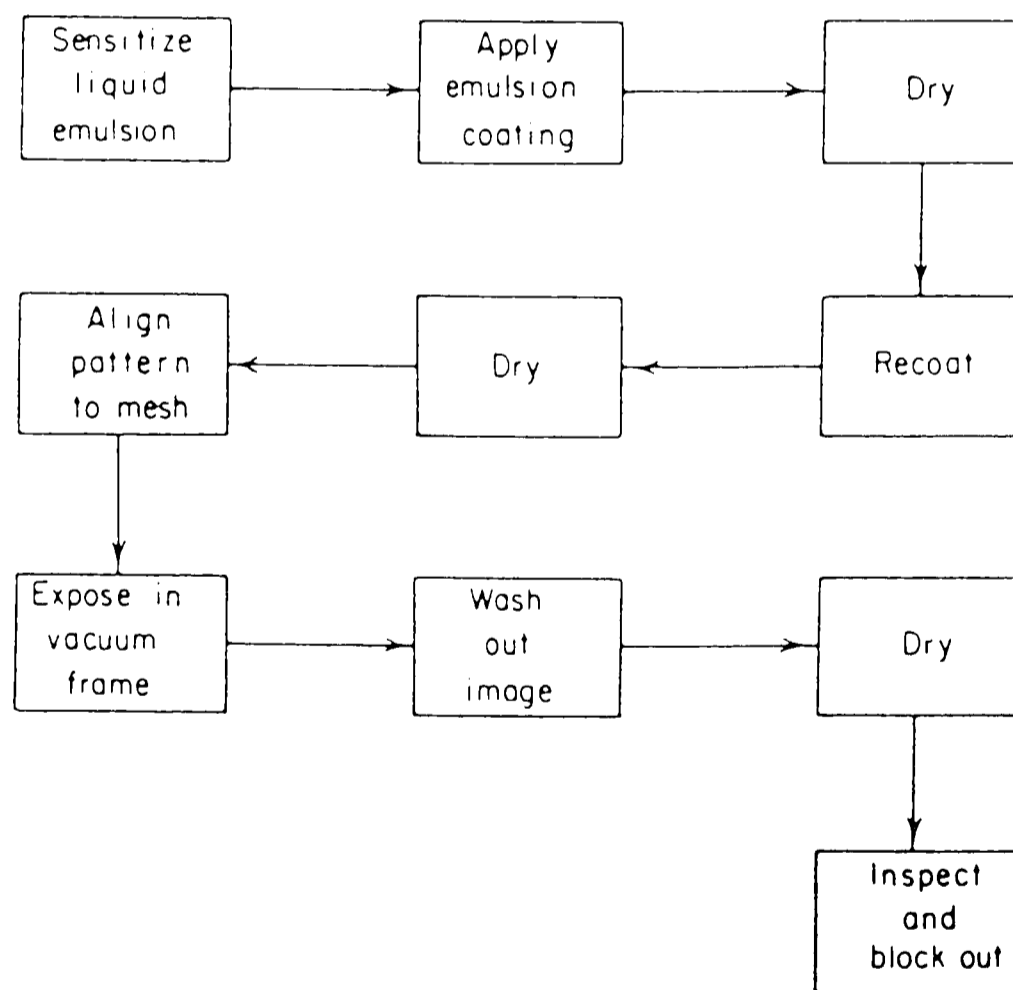 Sensitize
liquid
emulsion
Apply
emulsion
coating
Dry
Recoat
Dry
Align
pattern
to mesh
Expose in
vacuum
frame
Wash
out
image
Dry
Inspect
and
block out